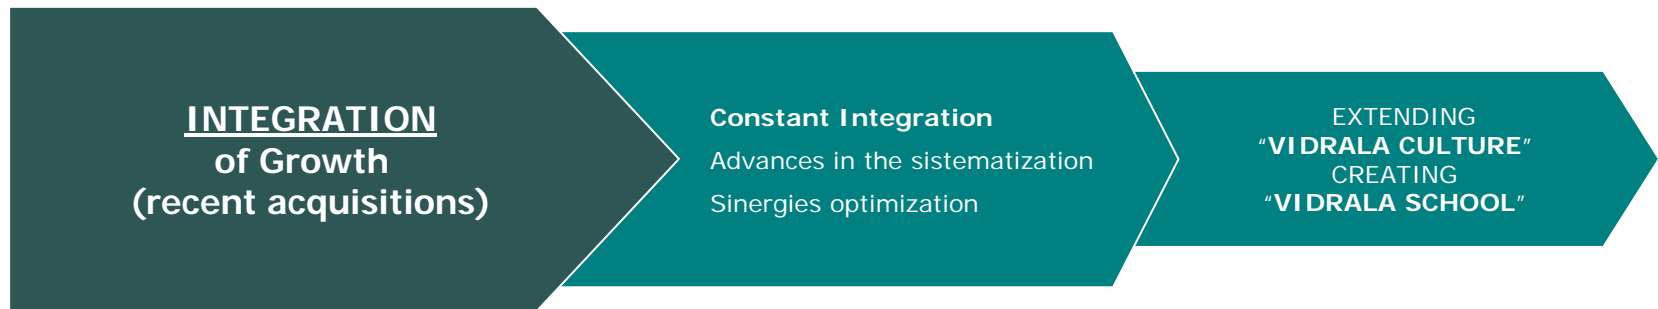 INTEGRATION
of Growth
(recent acquisitions)
Constant Integration
Advances in the sistematization
Sinergies optimization
EXTENDING
“VIDRALA CULTURE”
CREATING
“VIDRALA SCHOOL”